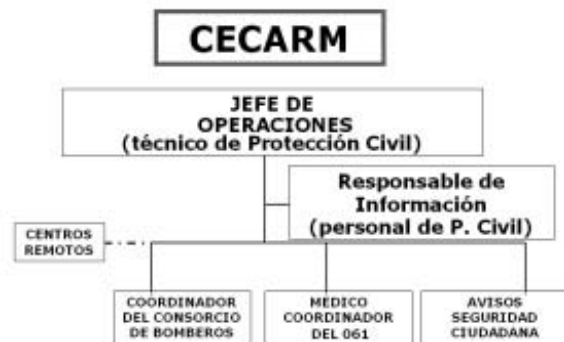 CECARM
JEFE DE
OPERACIONES
(técnico de Protección Civil)
Responsable de
Información
(personal de P. Civil)
CENTROS
REMOTOS
COORDINADOR
DEL CONSORCIO
DE BOMBEROS
MEDICO
COORDINADOR
DEL 061
AVISOS
SEGURIDAD
CIUDADANA